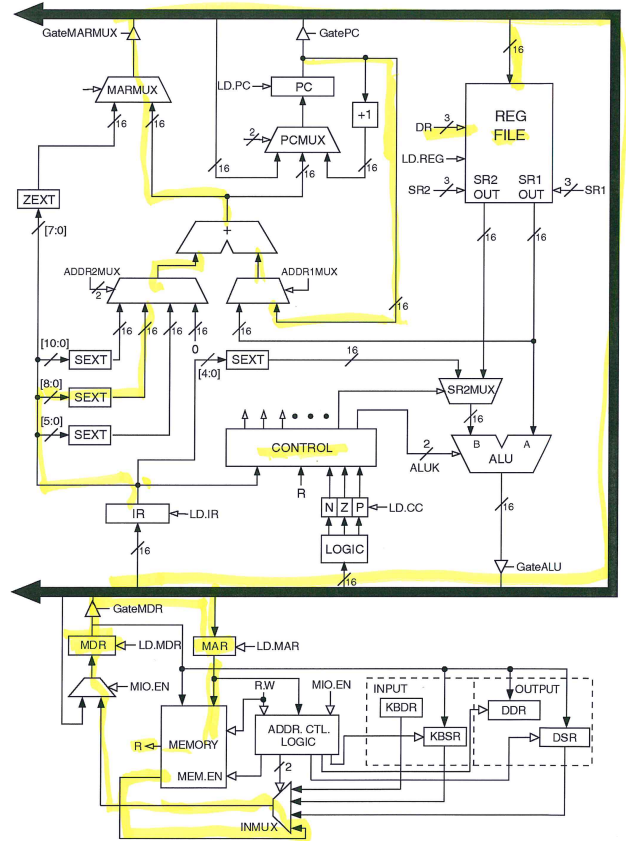 GateMARMUX
GatePC
16
MARMUX
LD.PC
PC
+1
16
16
2
PCMUX
16
16
16
DR
3
REG
FILE
LD.REG
SR2
3
SR2
OUT
SR1
OUT
3
SR1
16
16
ZEXT
[7:0]
+
ADDR2MUX
2
ADDR1MUX
16
16
16
16
0
16
16
[10:0]
SEXT
[4:0]
SEXT
16
[8:0]
SEXT
SR2MUX
16
[5:0]
SEXT
CONTROL
2
ALUK
B
A
ALU
IR
LD.IR
R
N
Z
P
LD.CC
16
LOGIC
16
16
GateALU
GateMDR
MDR
LD.MDR
MAR
LD.MAR
MIO.EN
R.W
MIO.EN
INPUT
OUTPUT
KBDR
DDR
R
MEMORY
ADDR. CTL.
LOGIC
KBSR
DSR
MEM.EN
2
INMUX